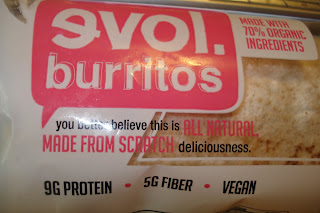 evol.
burritos
MADE WITH
70% ORGANIC
INGREDIENTS
you better believe this is ALL NATURAL,
MADE FROM SCRATCH deliciousness.
9G PROTEIN • 5G FIBER • VEGAN